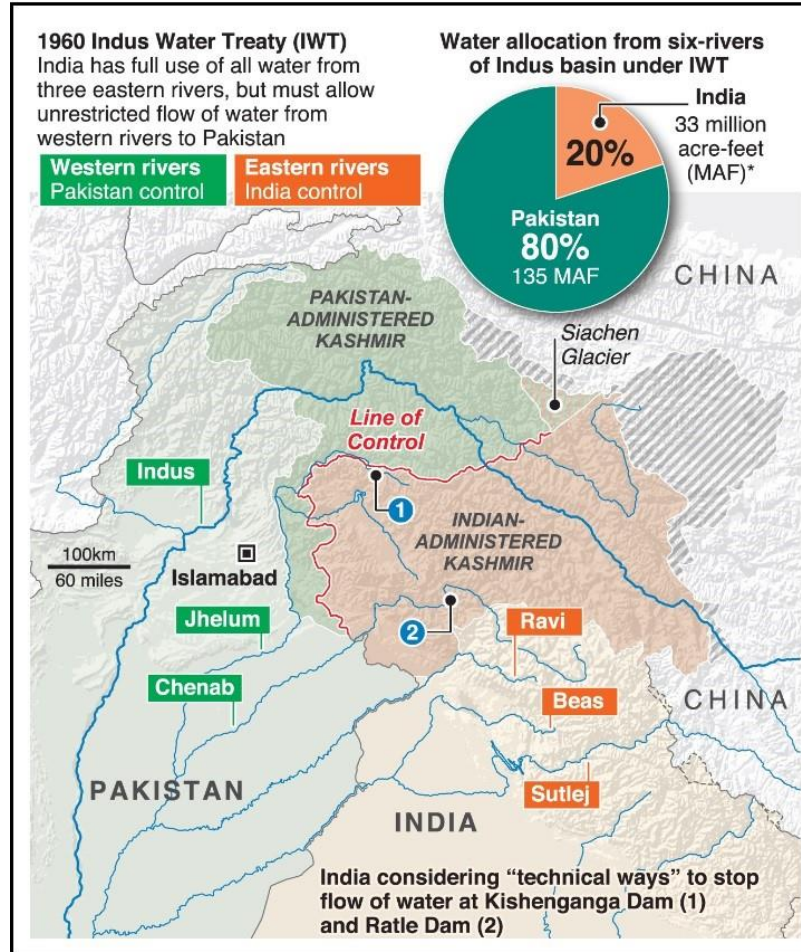 1960 Indus Water Treaty (IWT)
India has full use of all water from
three eastern rivers, but must allow
unrestricted flow of water from
western rivers to Pakistan
Western rivers
Pakistan control
Eastern rivers
India control
Water allocation from six-rivers
of Indus basin under IWT
India
33 million
acre-feet
(MAF)*
20%
Pakistan
80%
135 MAF
CHINA
PAKISTAN-
ADMINISTERED
KASHMIR
Siachen
Glacier
Line of
Control
Indus
1
INDIAN-
ADMINISTERED
KASHMIR
100km
60 miles
Islamabad
Jhelum
2
Ravi
Chenab
Beas
CHINA
PAKISTAN
Sutlej
INDIA
India considering “technical ways” to stop
flow of water at Kishenganga Dam (1)
and Ratle Dam (2)